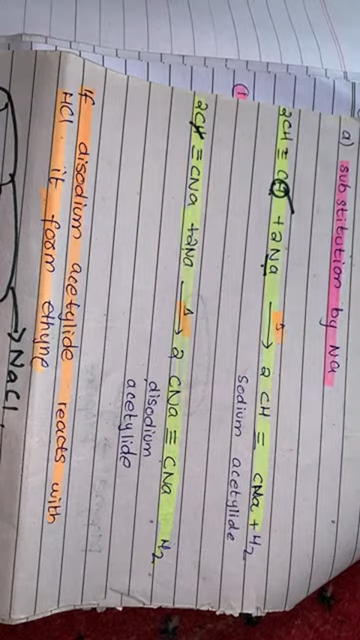 a) substitution by Na
(1
2CH ≡ CH + 2Na Δ→ 2 CH ≡ CNa + H2
sodium acetylide
2CH ≡ CNa + 2Na Δ→ 2 CNa ≡ CNa H2
disodium
acetylide
If disodium acetylide reacts with
HCl it form ethyne
→ NaCl